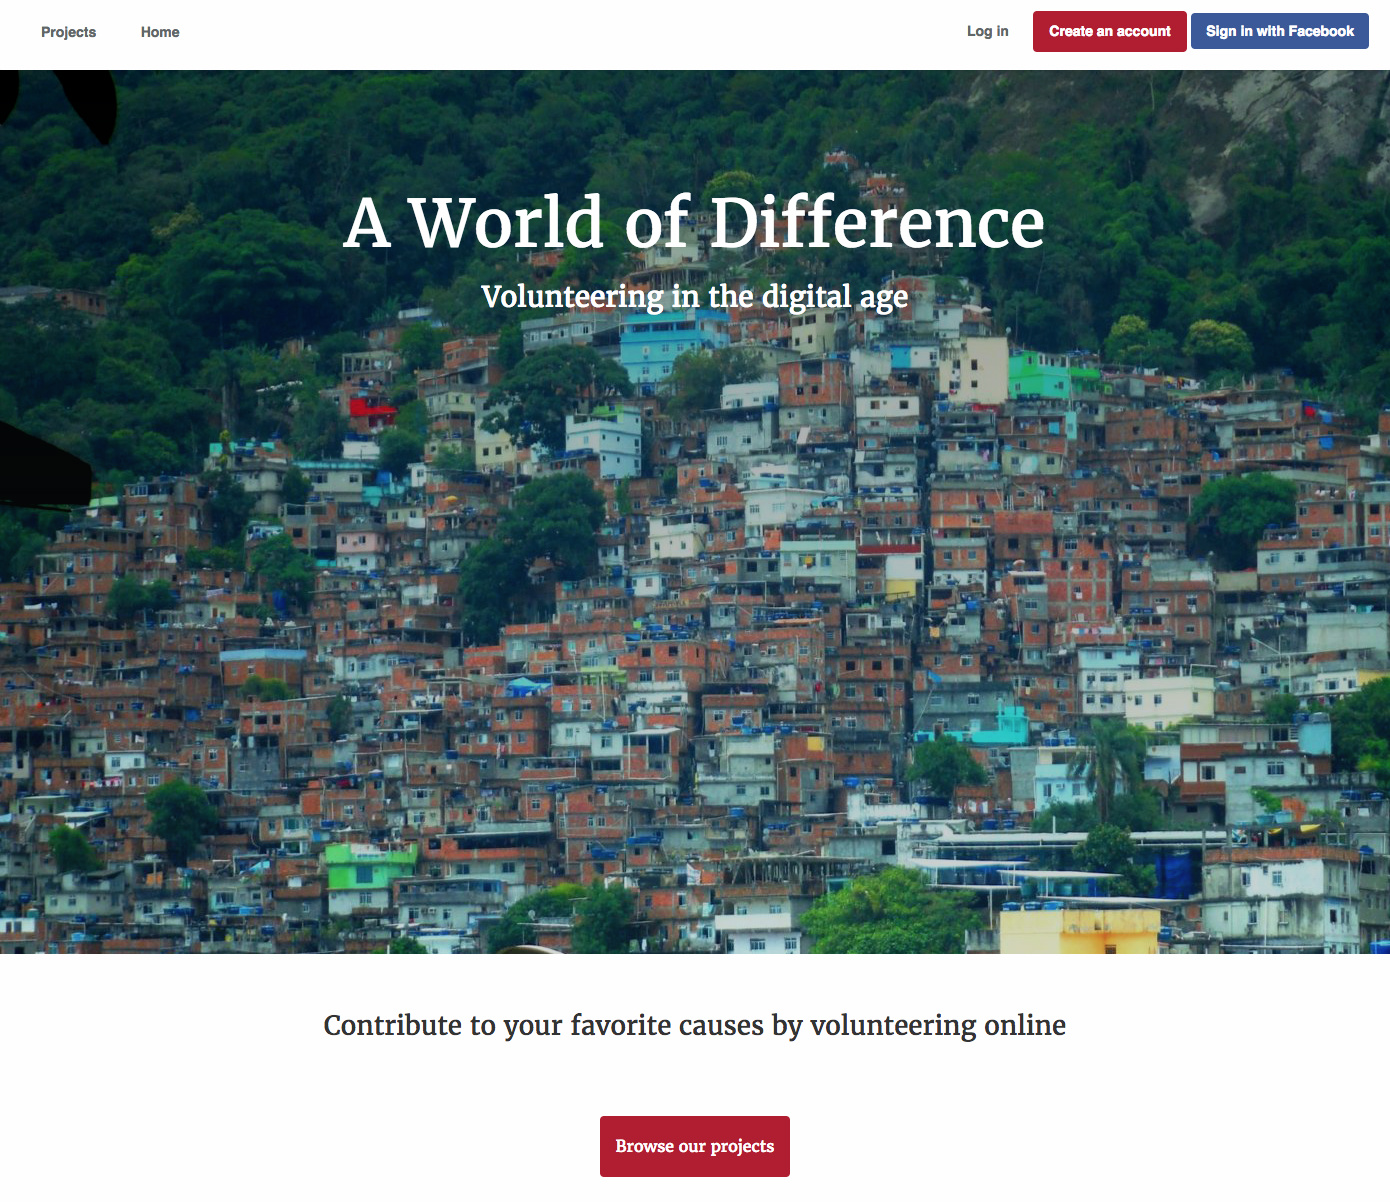 Projects Home Log in Create an account Sign in with Facebook
A World of Difference
Volunteering in the digital age
Contribute to your favorite causes by volunteering online
Browse our projects